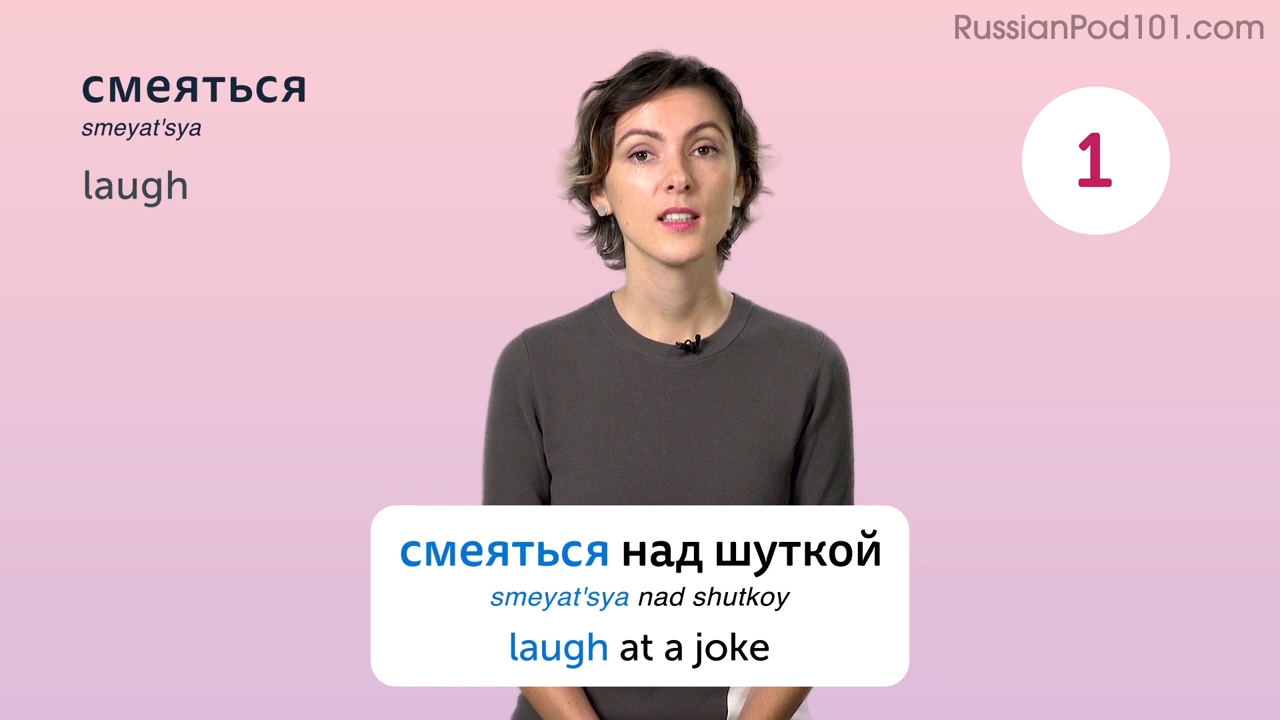 RussianPod101.com
смеяться
smeyat'sya
laugh
1
смеяться над шуткой
smeyat'sya nad shutkoy
laugh at a joke